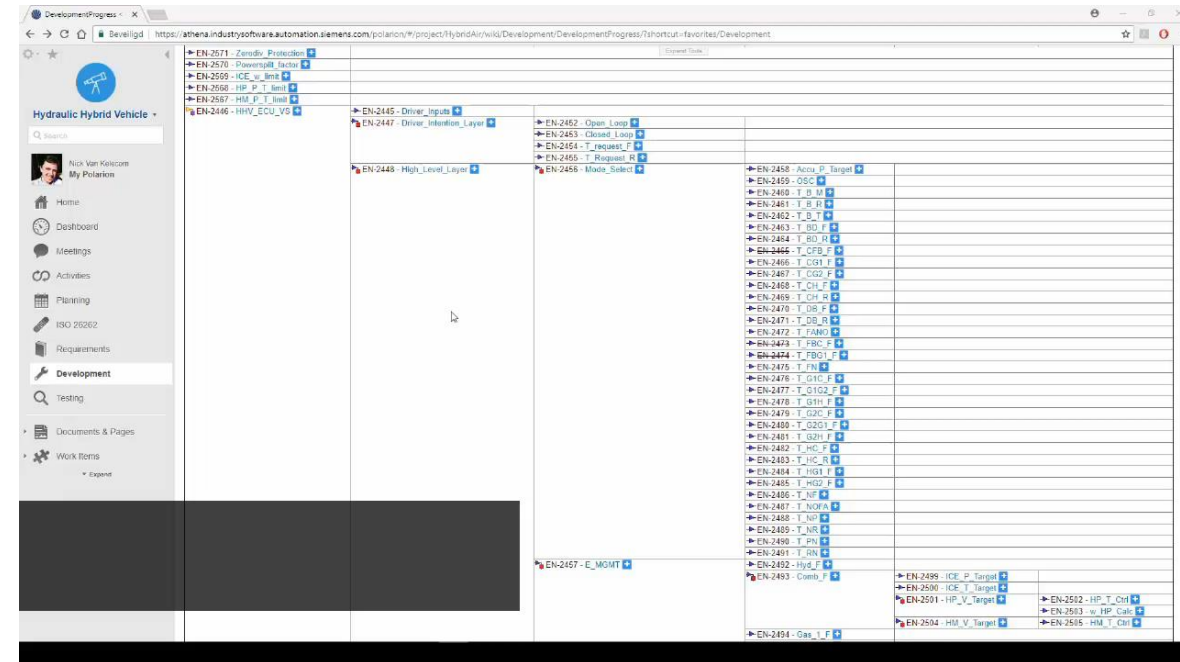 DevelopmentProgress
Beveiligd https://athena.industrysoftware.automation.siemens.com/polarion/#/project/HybridAir/wiki/Development/DevelopmentProgress/?shortcut=favorites/Development
Expand Tools
Hydraulic Hybrid Vehicle
Search
Nick Van Kelecom
My Polarion
Home
Dashboard
Meetings
Activities
Planning
ISO 26262
Requirements
Development
Testing
Documents & Pages
Work Items
Expand
EN-2571 - Zerodiv_Protection
EN-2570 - Powersplit_factor
EN-2569 - ICE_w_limit
EN-2568 - HP_P_T_limit
EN-2567 - HM_P_T_limit
EN-2446 - HHV_ECU_VS
EN-2445 - Driver_Inputs
EN-2447 - Driver_Intention_Layer
EN-2452 - Open_Loop
EN-2453 - Closed_Loop
EN-2454 - T_request_F
EN-2455 - T_Request_R
EN-2448 - High_Level_Layer
EN-2456 - Mode_Select
EN-2458 - Accu_P_Target
EN-2459 - OSC
EN-2460 - T_B_M
EN-2461 - T_B_R
EN-2462 - T_B_T
EN-2463 - T_BD_F
EN-2464 - T_BD_R
EN-2465 - T_CFB_F
EN-2466 - T_CG1_F
EN-2467 - T_CG2_F
EN-2468 - T_CH_F
EN-2469 - T_CH_R
EN-2470 - T_DB_F
EN-2471 - T_DB_R
EN-2472 - T_FANO
EN-2473 - T_FBC_F
EN-2474 - T_FBG1_F
EN-2475 - T_FN
EN-2476 - T_G1C_F
EN-2477 - T_G1G2_F
EN-2478 - T_G1H_F
EN-2479 - T_G2C_F
EN-2480 - T_G2G1_F
EN-2481 - T_G2H_F
EN-2482 - T_HC_F
EN-2483 - T_HC_R
EN-2484 - T_HG1_F
EN-2485 - T_HG2_F
EN-2486 - T_NF
EN-2487 - T_NOFA
EN-2488 - T_NP
EN-2489 - T_NR
EN-2490 - T_PN
EN-2491 - T_RN
EN-2457 - E_MGMT
EN-2492 - Hyd_F
EN-2493 - Comb_F
EN-2499 - ICE_P_Target
EN-2500 - ICE_T_Target
EN-2501 - HP_V_Target
EN-2502 - HP_T_Ctrl
EN-2503 - w_HP_Calc
EN-2504 - HM_V_Target
EN-2505 - HM_T_Ctrl
EN-2494 - Gas_1_F